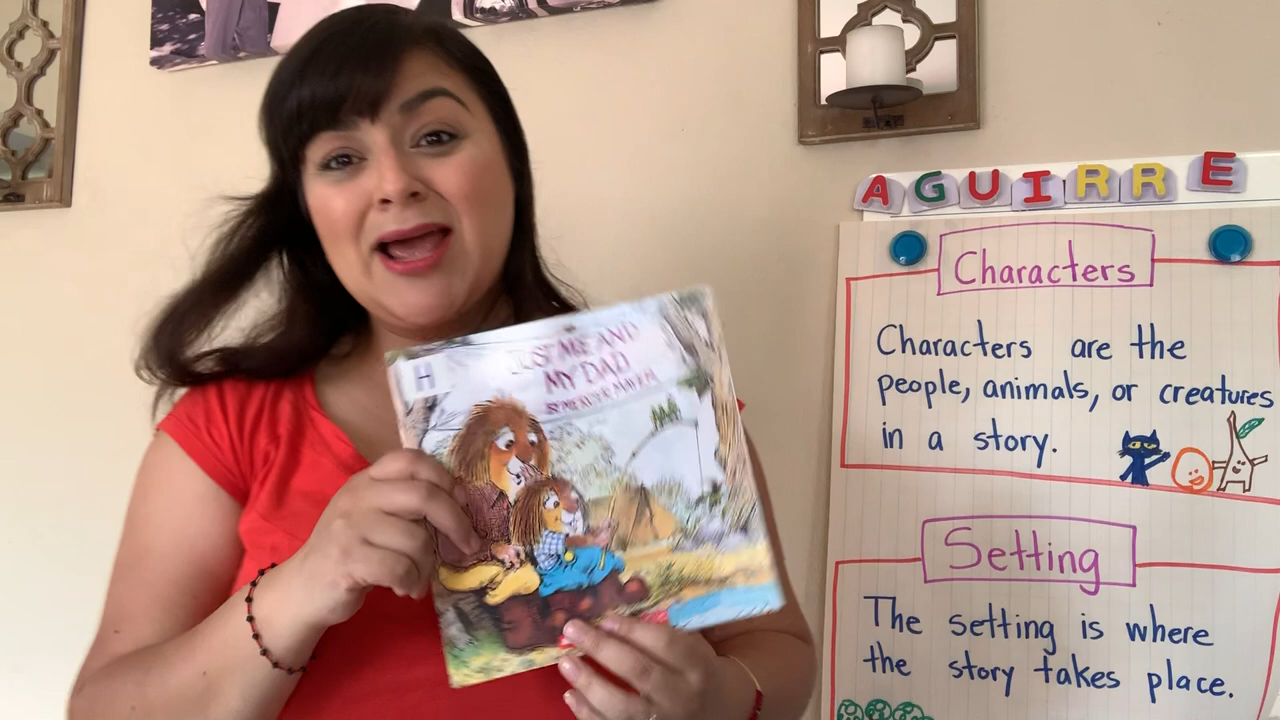 H
JUST ME AND
MY DAD
AGUIRRE
Characters
Characters are the
people, animals, or creatures
in a story.
Setting
The setting is where
the story takes place.